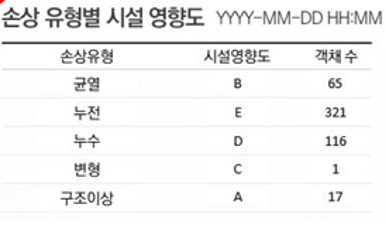 손상 유형별 시설 영향도 YYYY-MM-DD HH:MM
손상유형 시설영향도 객채 수
균열 B 65
누전 E 321
누수 D 116
변형 C 1
구조이상 A 17